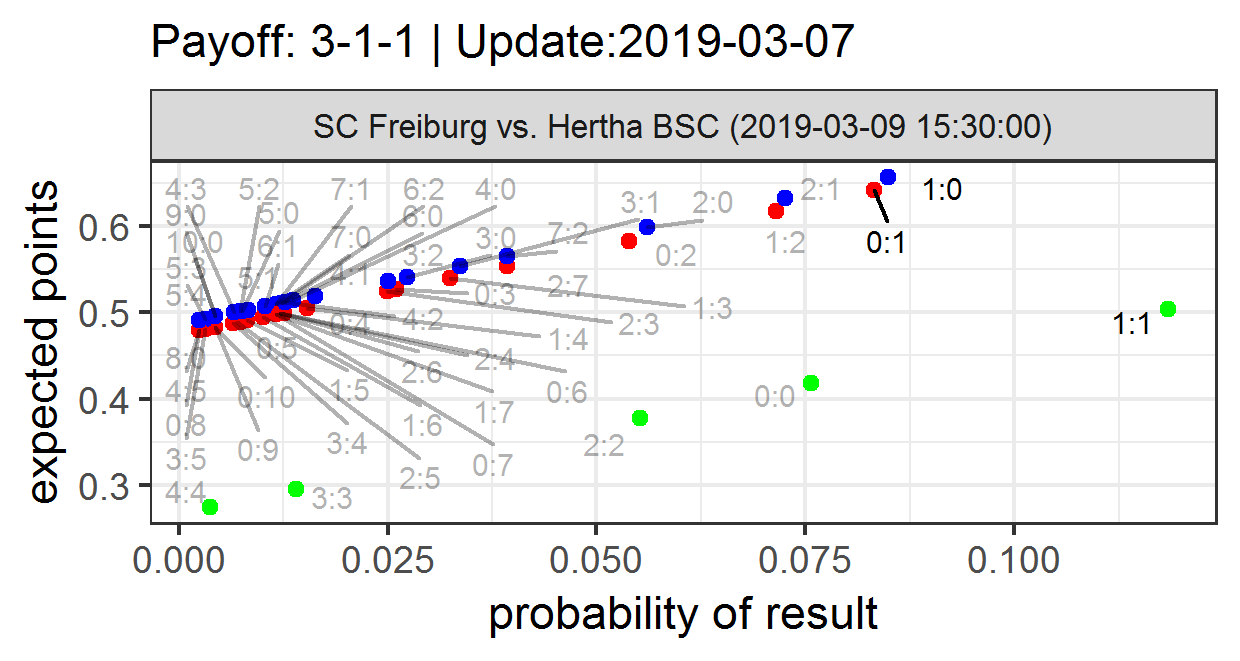 Payoff: 3-1-1 | Update:2019-03-07
SC Freiburg vs. Hertha BSC (2019-03-09 15:30:00)
expected points
0.6
0.5
0.4
0.3
4:3 5:2 7:1 6:2 4:0 3:1 2:0 2:1 1:0
9:0 5:0 6:0
10:0 6:1 7:0 3:0 7:2 0:2 1:2 0:1
5:3 5:1 4:1 3:2
5:4 0:3 2:7 1:3
0:4 4:2 2:3 1:1
8:0 0:5 2:6 2:4 1:4
4:5 0:10 1:5 0:6 0:0
0:8 1:6 1:7
3:5 0:9 3:4 0:7 2:2
4:4 3:3 2:5
0.000 0.025 0.050 0.075 0.100
probability of result